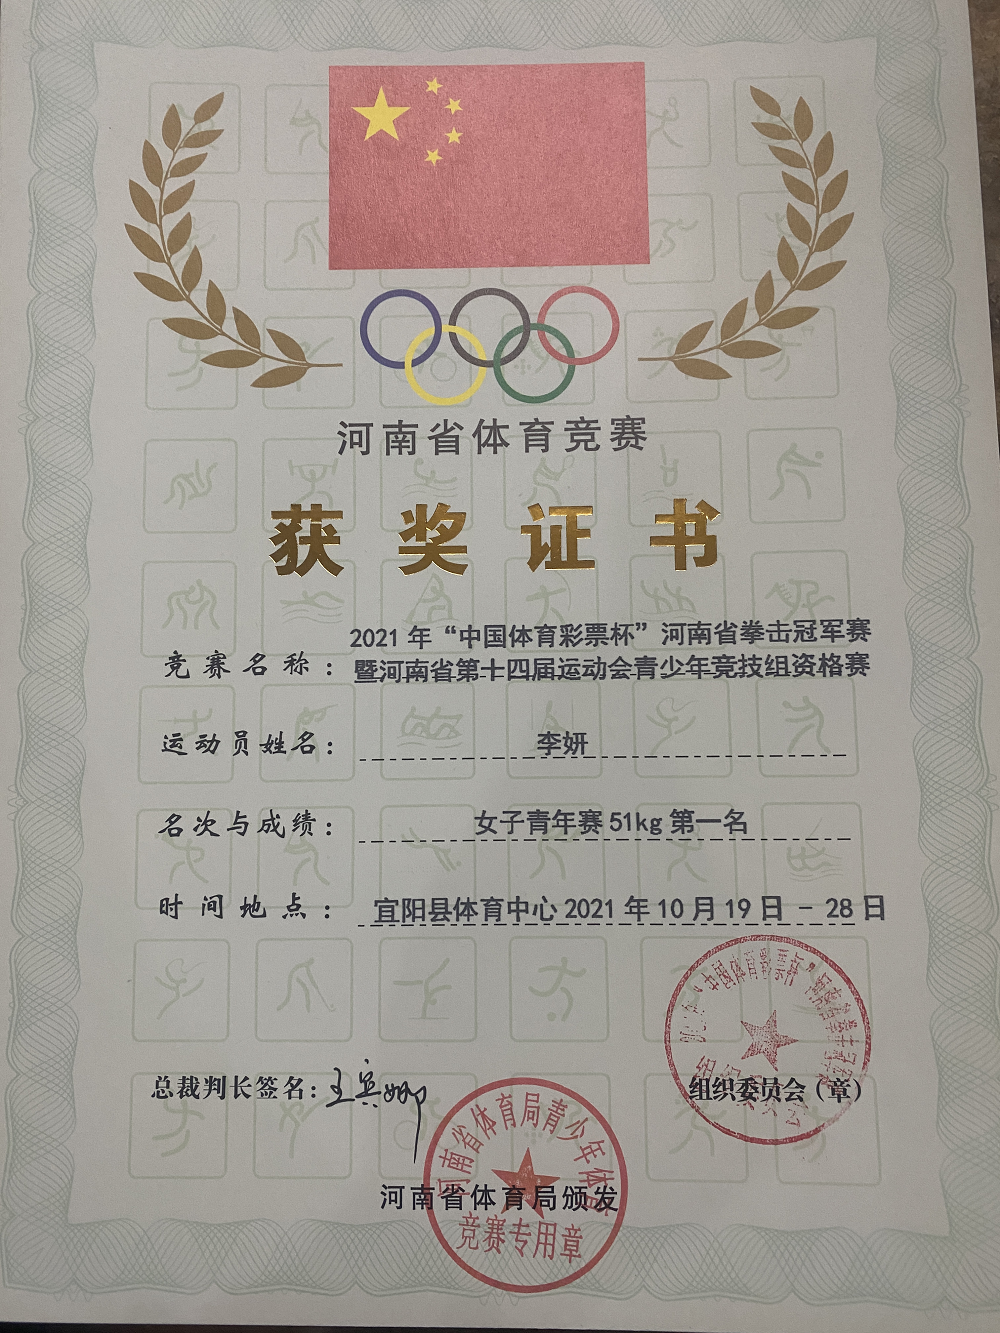 河南省体育竞赛
获奖证书
竞赛名称：
2021年“中国体育彩票杯”河南省拳击冠军赛
暨河南省第十四届运动会青少年竞技组资格赛
运动员姓名：
李妍
名次与成绩：
女子青年赛51kg第一名
时间地点：
宜阳县体育中心2021年10月19日－28日
总裁判长签名：
组织委员会（章）
河南省体育局青少年体育
竞赛专用章
河南省体育局颁发